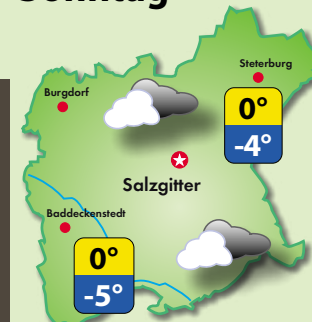 Sonntag
Steterburg
Burgdorf
0°
-4°
Salzgitter
Baddeckenstedt
0°
-5°